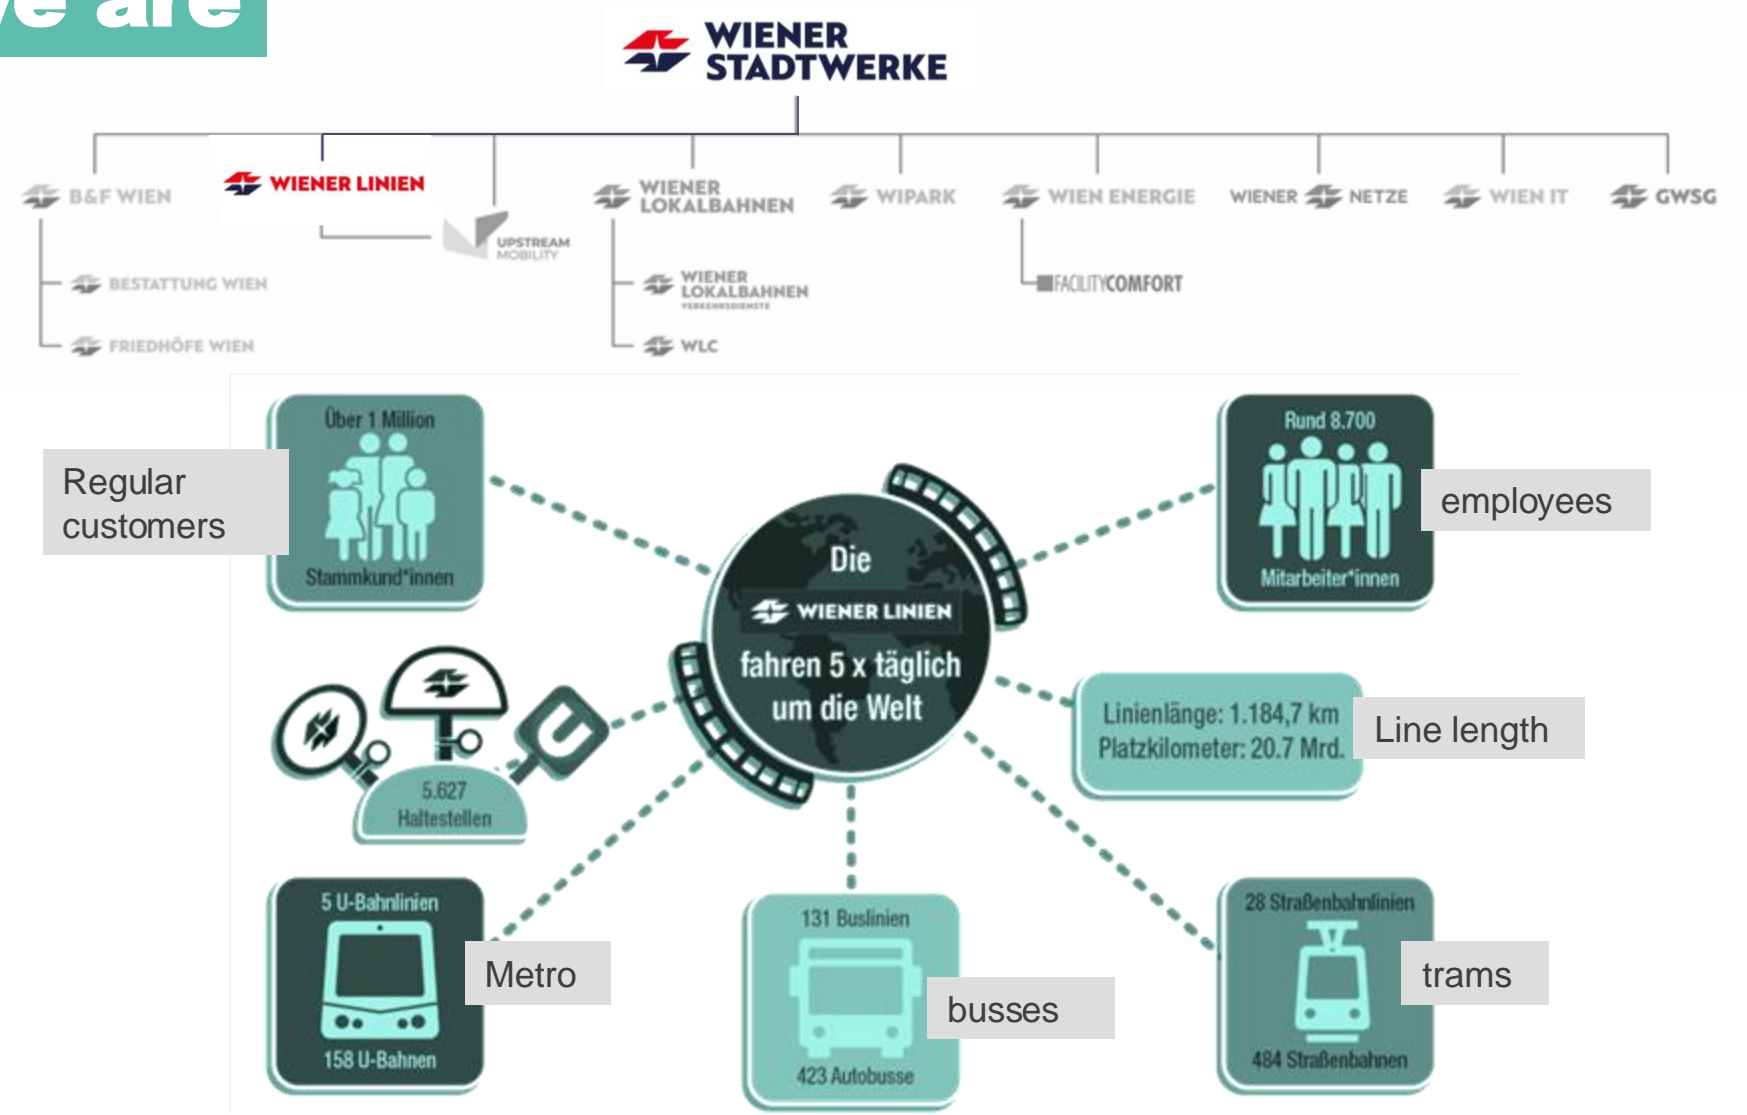 we are
WIENER
STADTWERKE
B&F WIEN
WIENER LINIEN
UPSTREAM
MOBILITY
WIENER
LOKALBAHNEN
WIPARK
WIEN ENERGIE
WIENER NETZE
WIEN IT
GWSG
BESTATTUNG WIEN
FRIEDHÖFE WIEN
WIENER
LOKALBAHNEN
VERKEHRSDIENSTE
WLC
FACILITYCOMFORT
Über 1 Million
Stammkund*innen
Regular
customers
Rund 8.700
Mitarbeiter*innen
employees
Die
WIENER LINIEN
fahren 5 x täglich
um die Welt
5.627
Haltestellen
U
Linienlänge: 1.184,7 km
Platzkilometer: 20.7 Mrd.
Line length
5 U-Bahnlinien
158 U-Bahnen
Metro
131 Buslinien
423 Autobusse
busses
28 Straßenbahnlinien
484 Straßenbahnen
trams